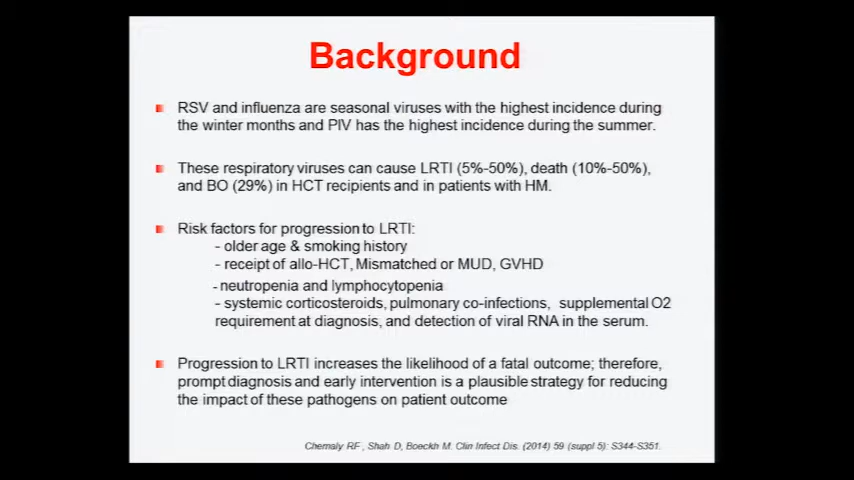 Background
RSV and influenza are seasonal viruses with the highest incidence during
the winter months and PIV has the highest incidence during the summer.
These respiratory viruses can cause LRTI (5%-50%), death (10%-50%),
and BO (29%) in HCT recipients and in patients with HM.
Risk factors for progression to LRTI:
- older age & smoking history
- receipt of allo-HCT, Mismatched or MUD, GVHD
- neutropenia and lymphocytopenia
- systemic corticosteroids, pulmonary co-infections, supplemental O2
requirement at diagnosis, and detection of viral RNA in the serum.
Progression to LRTI increases the likelihood of a fatal outcome; therefore,
prompt diagnosis and early intervention is a plausible strategy for reducing
the impact of these pathogens on patient outcome
Chemaly RF , Shah D, Boeckh M. Clin Infect Dis. (2014) 59 (suppl 5): S344-S351.